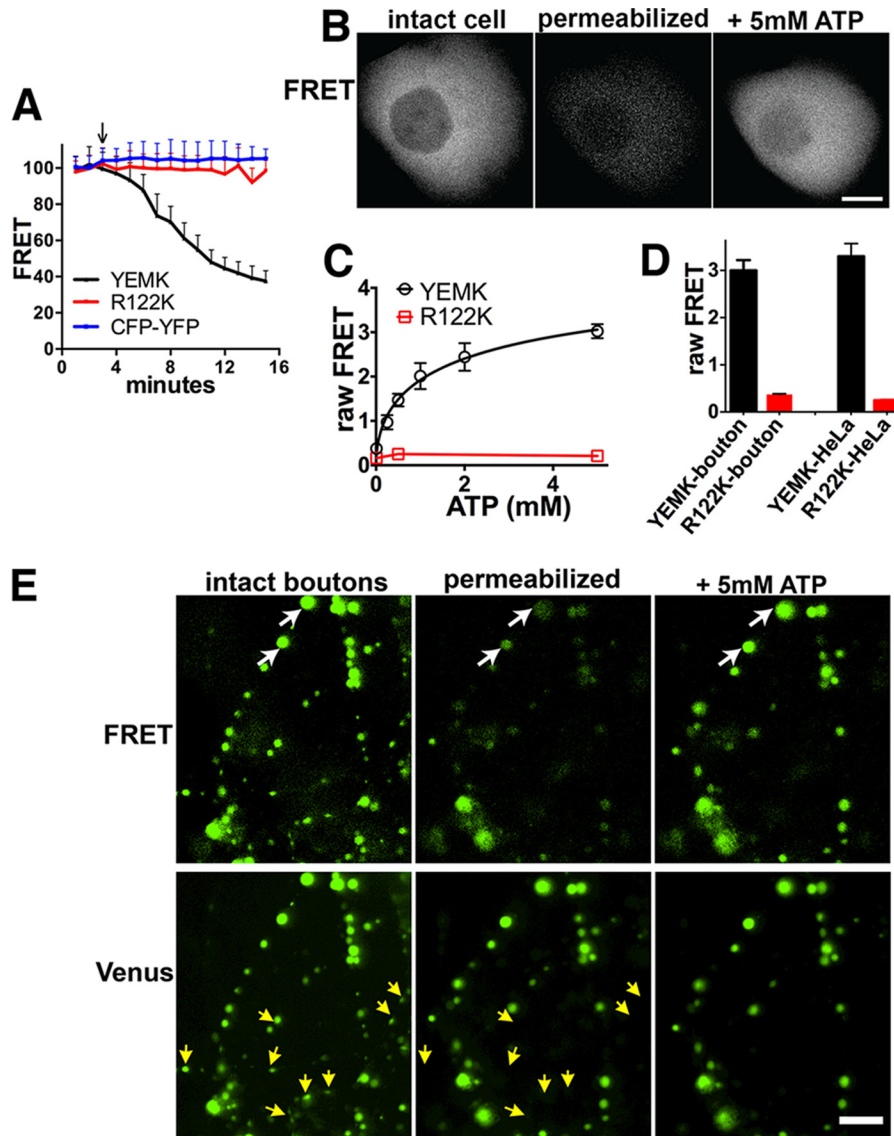 A
FRET
100
80
60
40
20
0
YEMK
R122K
CFP-YFP
0 4 8 12 16
minutes
B
intact cell permeabilized + 5mM ATP
FRET
C
raw FRET
4
3
2
1
0
YEMK
R122K
0 2 4
ATP (mM)
D
raw FRET
3
2
1
0
YEMK-bouton
R122K-bouton
YEMK-HeLa
R122K-HeLa
E
intact boutons permeabilized + 5mM ATP
FRET
Venus